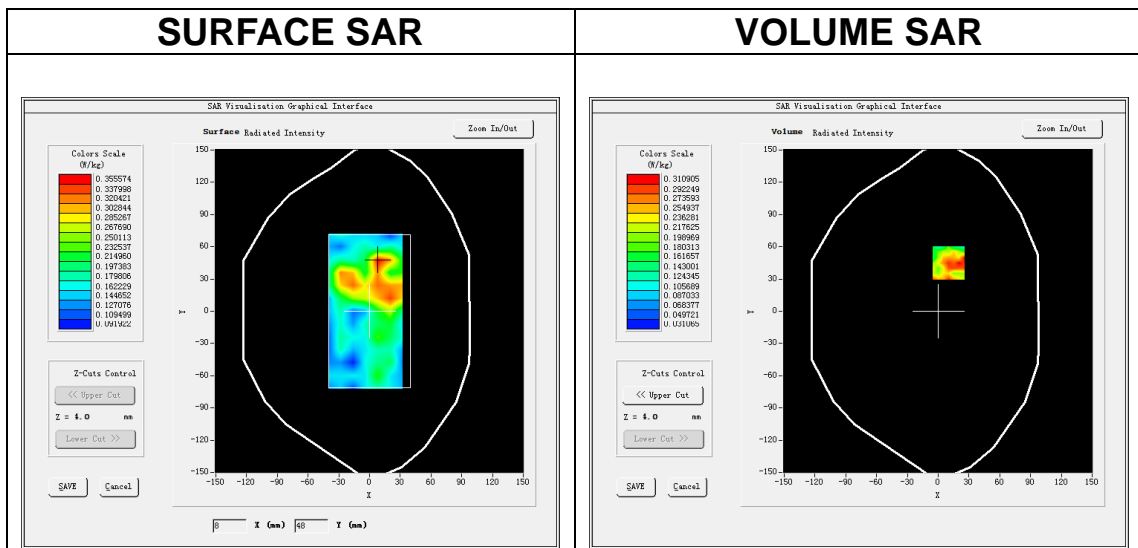 SURFACE SAR
VOLUME SAR
SAR Visualisation Graphical Interface
Surface Radiated Intensity
Zoom In/Out
Colors Scale
(W/kg)
0.355574
0.337998
0.320421
0.302844
0.285267
0.267690
0.250113
0.232537
0.214960
0.197383
0.179806
0.162229
0.144652
0.127076
0.109499
0.091922
150
120
90
60
30
0
-30
-60
-90
-120
-150
Y
-150 -120 -90 -60 -30 0 30 60 90 120 150
X
Z-Cuts Control
<< Upper Cut
Z = 4.0 mm
Lower Cut >>
SAVE Cancel
8 X (mm) 48 Y (mm)
SAR Visualisation Graphical Interface
Volume Radiated Intensity
Zoom In/Out
Colors Scale
(W/kg)
0.310905
0.292249
0.273593
0.254937
0.236281
0.217625
0.198969
0.180313
0.161657
0.143001
0.124345
0.105689
0.087033
0.068377
0.049721
0.031065
150
120
90
60
30
0
-30
-60
-90
-120
-150
Y
-150 -120 -90 -60 -30 0 30 60 90 120 150
X
Z-Cuts Control
<< Upper Cut
Z = 4.0 mm
Lower Cut >>
SAVE Cancel